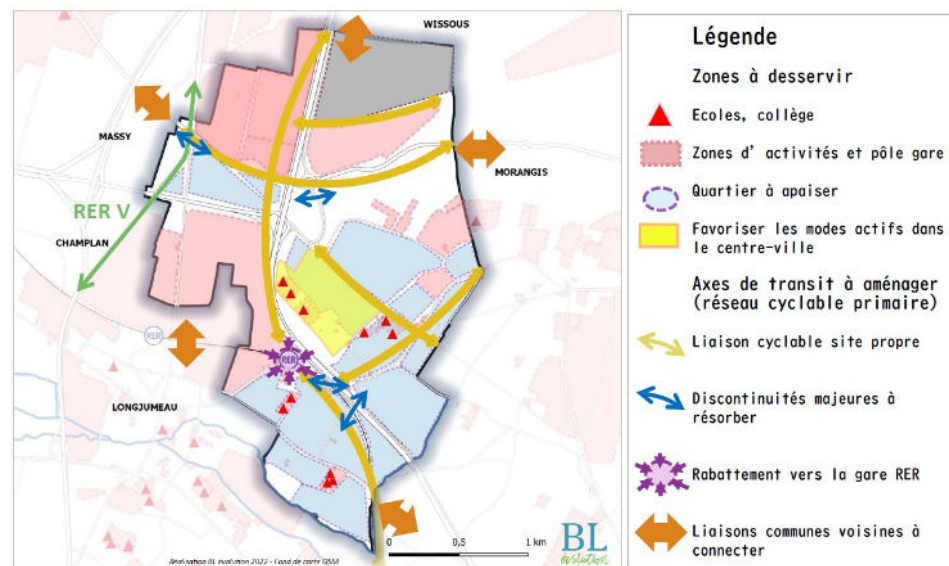 WISSOUS
MASSY
MORANGIS
RER V
CHAMPLAN
RER
RER
LONGJUMEAU
0
0,5
1 km
BL
évolution
Réalisation BL évolution 2022 - Fond de carte OSM
Légende
Zones à desservir
Ecoles, collège
Zones d' activités et pôle gare
Quartier à apaiser
Favoriser les modes actifs dans
le centre-ville
Axes de transit à aménager
(réseau cyclable primaire)
Liaison cyclable site propre
Discontinuités majeures à
résorber
Rabattement vers la gare RER
Liaisons communes voisines à
connecter